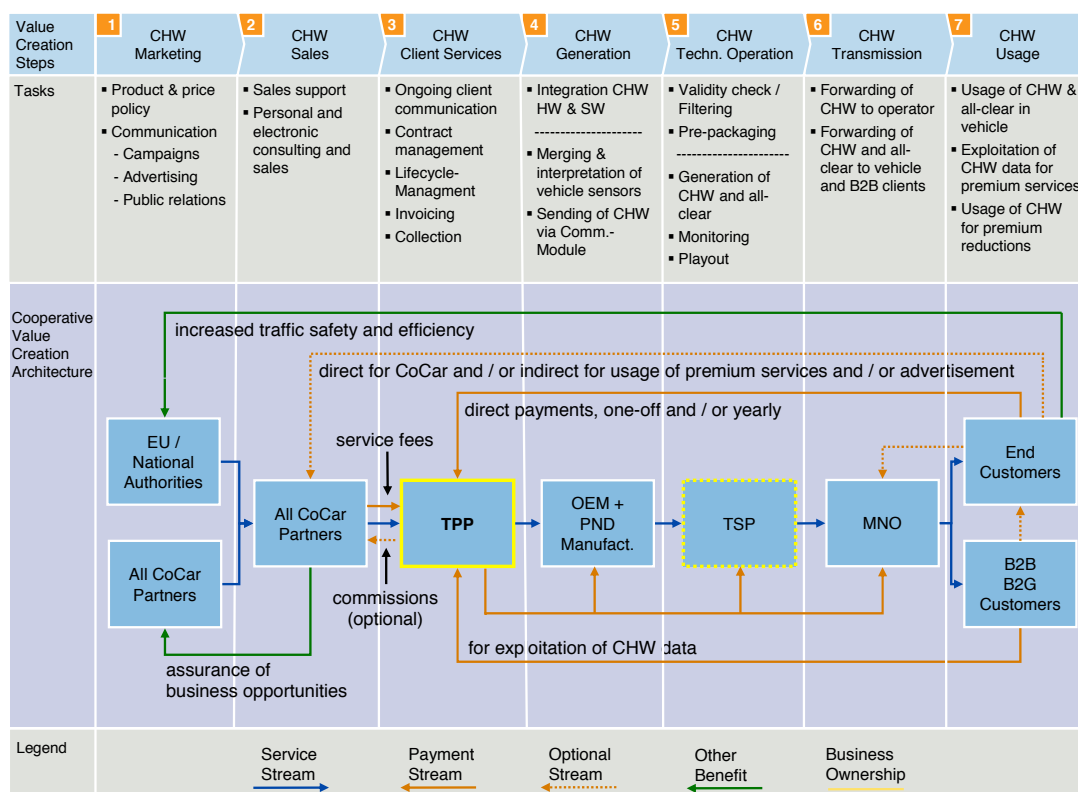 Value
Creation
Steps
1
CHW
Marketing
2
CHW
Sales
3
CHW
Client Services
4
CHW
Generation
5
CHW
Techn. Operation
6
CHW
Transmission
7
CHW
Usage
Tasks
▪ Product & price
policy
▪ Communication
- Campaigns
- Advertising
- Public relations
▪ Sales support
▪ Personal and
electronic
consulting and
sales
▪ Ongoing client
communication
▪ Contract
management
▪ Lifecycle-
Managment
▪ Invoicing
▪ Collection
▪ Integration CHW
HW & SW
----------------------
▪ Merging &
interpretation of
vehicle sensors
▪ Sending of CHW
via Comm.-
Module
▪ Validity check /
Filtering
▪ Pre-packaging
-----------------------
▪ Generation of
CHW and all-
clear
▪ Monitoring
▪ Playout
▪ Forwarding of
CHW to operator
▪ Forwarding of
CHW and all-
clear to vehicle
and B2B clients
▪ Usage of CHW &
all-clear in
vehicle
▪ Exploitation of
CHW data for
premium services
▪ Usage of CHW
for premium
reductions
Cooperative
Value
Creation
Architecture
increased traffic safety and efficiency
direct for CoCar and / or indirect for usage of premium services and / or advertisement
direct payments, one-off and / or yearly
EU /
National
Authorities
All CoCar
Partners
service fees
All CoCar
Partners
commissions
(optional)
TPP
OEM +
PND
Manufact.
TSP
MNO
End
Customers
B2B
B2G
Customers
for exploitation of CHW data
assurance of
business opportunities
Legend
Service
Stream
Payment
Stream
Optional
Stream
Other
Benefit
Business
Ownership